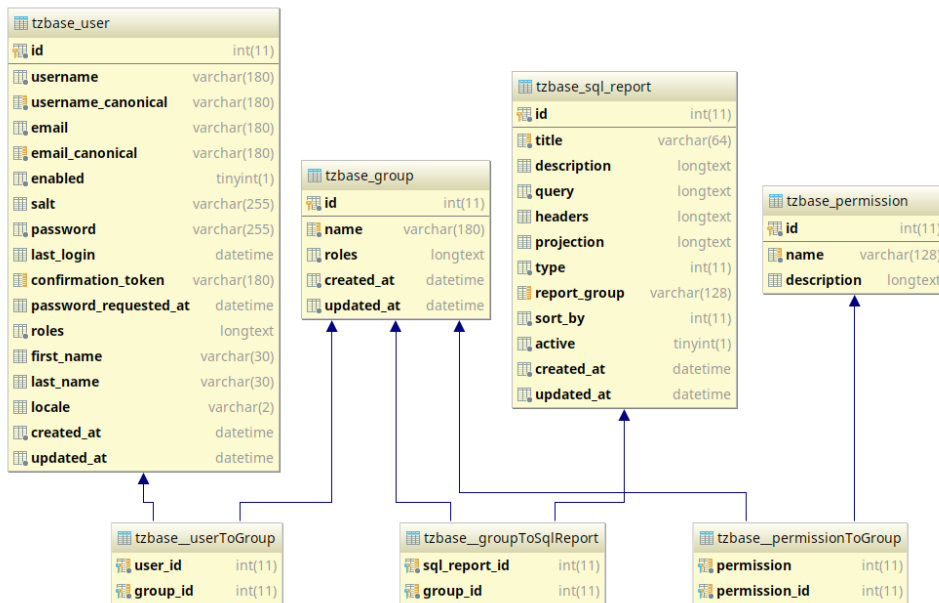 tzbase_user
id int(11)
username varchar(180)
username_canonical varchar(180)
email varchar(180)
email_canonical varchar(180)
enabled tinyint(1)
salt varchar(255)
password varchar(255)
last_login datetime
confirmation_token varchar(180)
password_requested_at datetime
roles longtext
first_name varchar(30)
last_name varchar(30)
locale varchar(2)
created_at datetime
updated_at datetime
tzbase_group
id int(11)
name varchar(180)
roles longtext
created_at datetime
updated_at datetime
tzbase_sql_report
id int(11)
title varchar(64)
description longtext
query longtext
headers longtext
projection longtext
type int(11)
report_group varchar(128)
sort_by int(11)
active tinyint(1)
created_at datetime
updated_at datetime
tzbase_permission
id int(11)
name varchar(128)
description longtext
tzbase__userToGroup
user_id int(11)
group_id int(11)
tzbase__groupToSqlReport
sql_report_id int(11)
group_id int(11)
tzbase__permissionToGroup
permission int(11)
permission_id int(11)